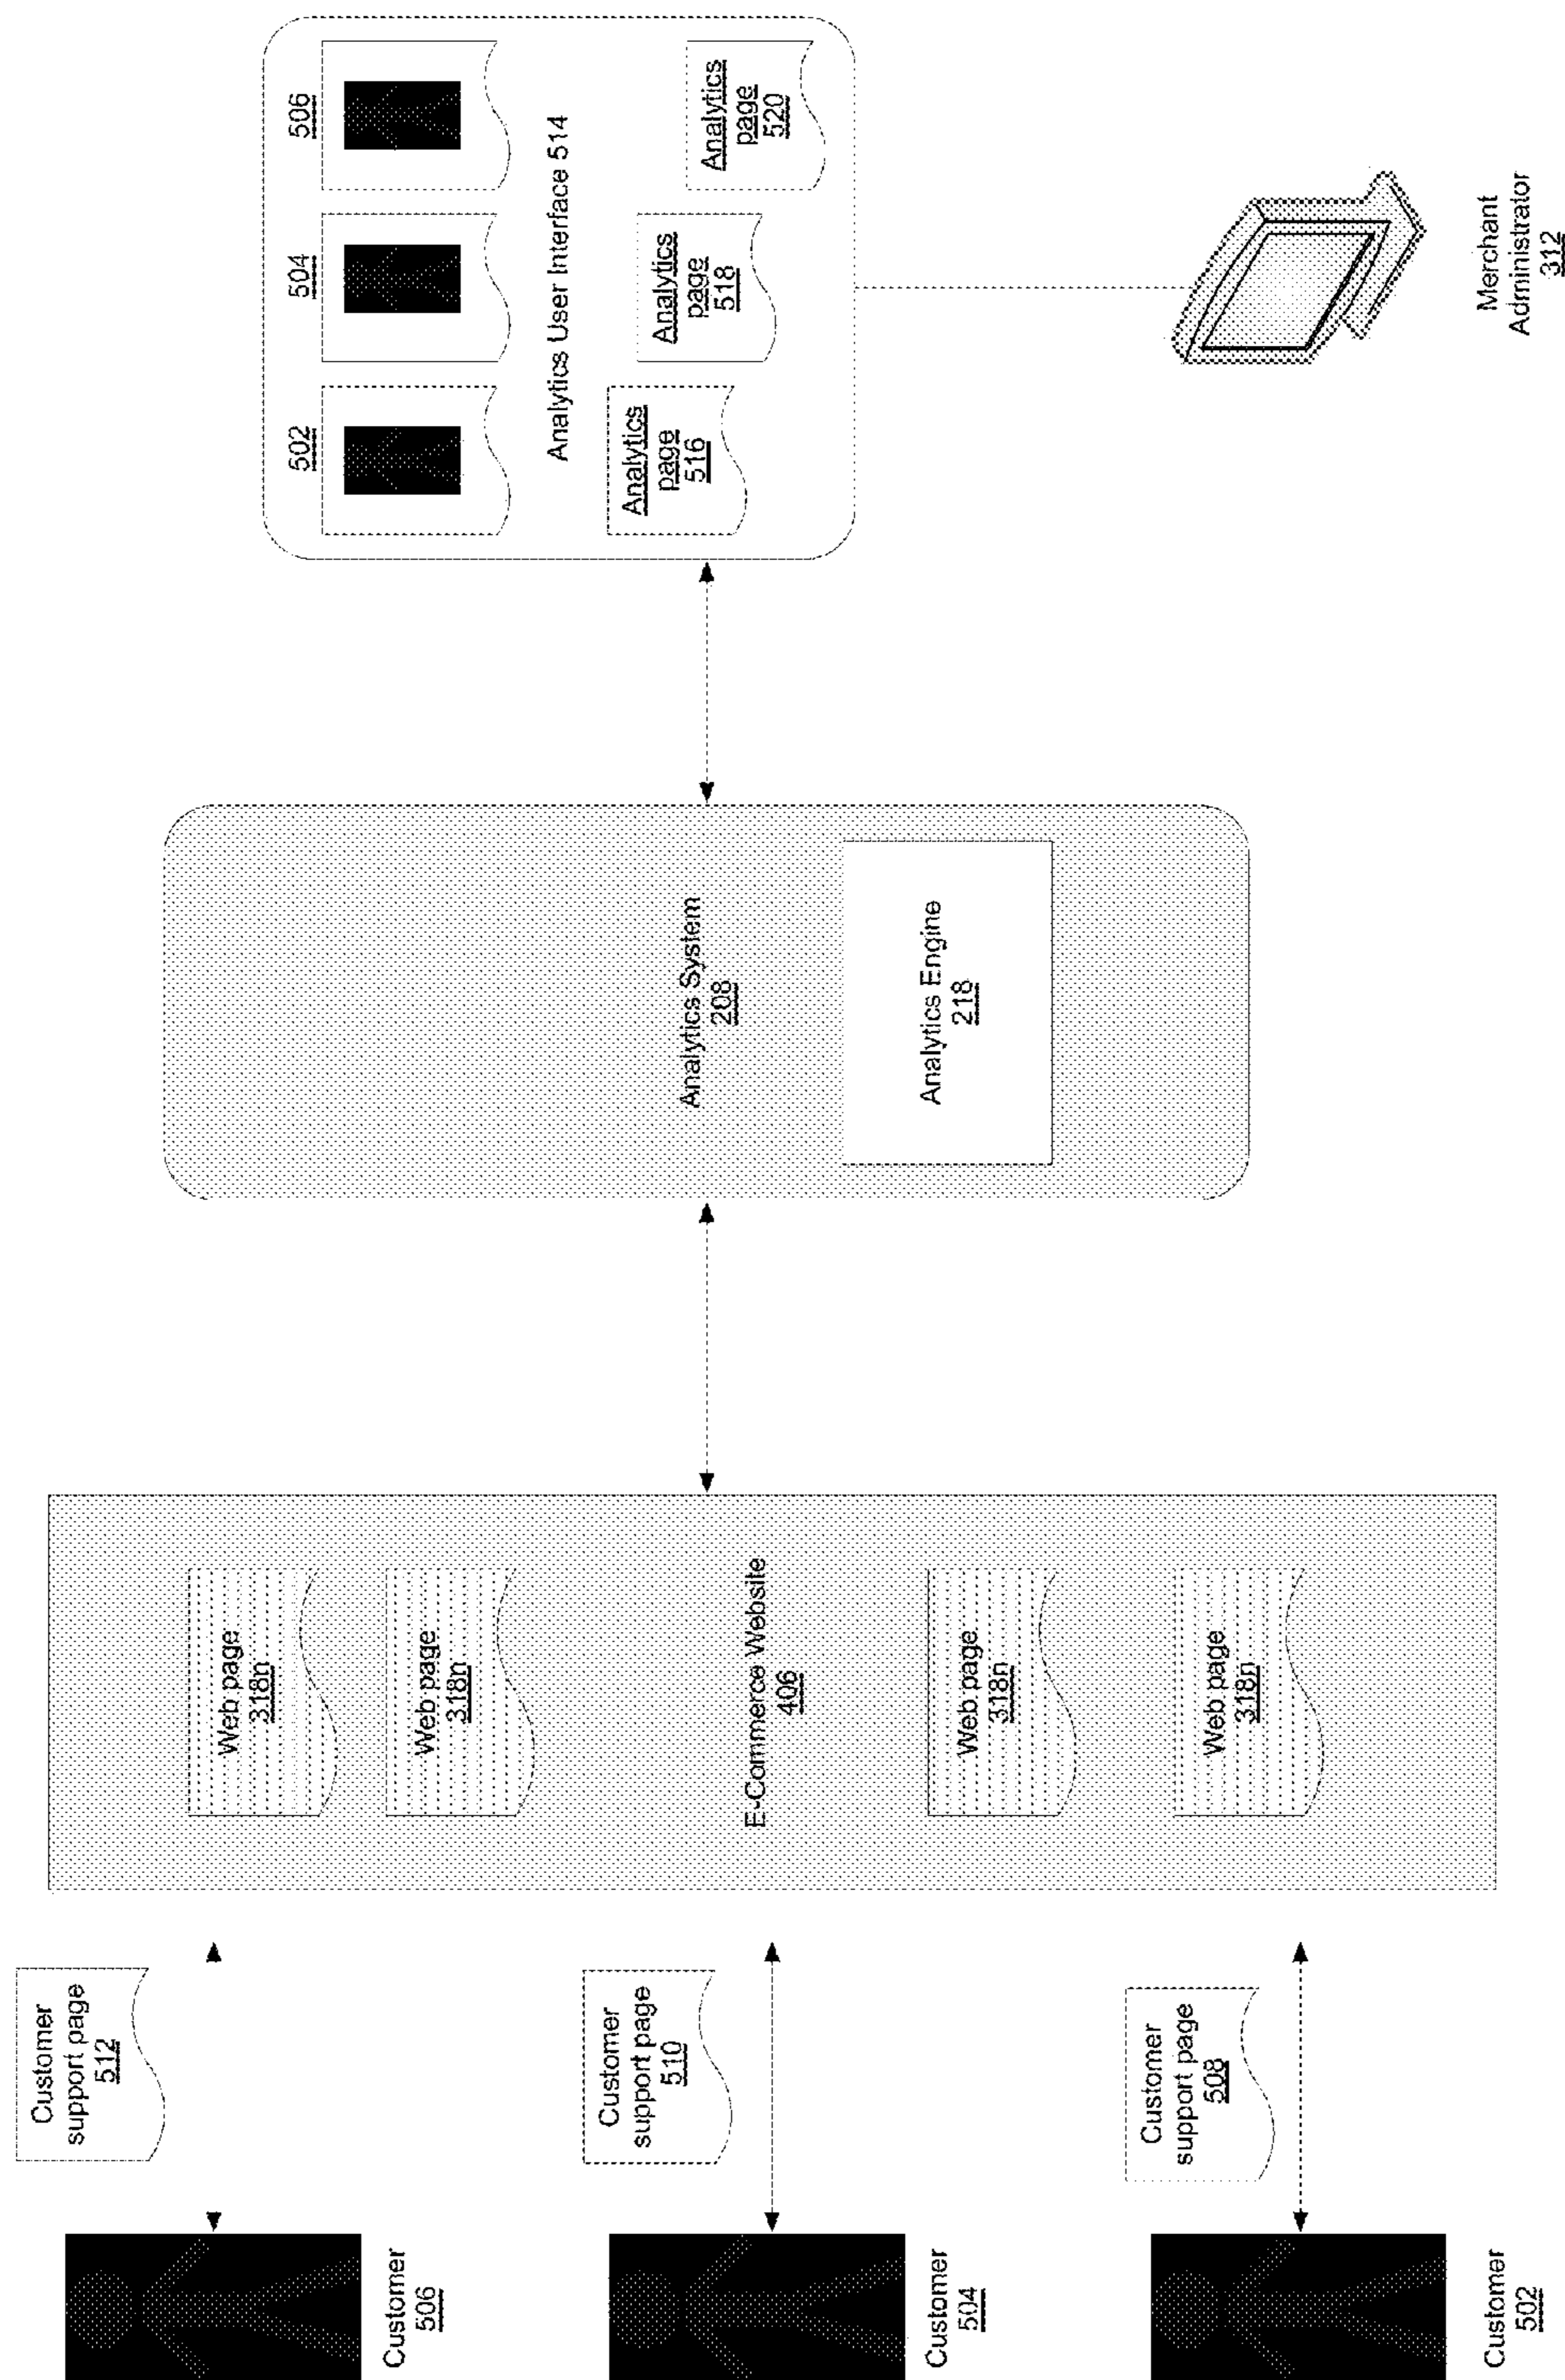 Customer
506
Customer
504
Customer
502
Customer
support page
512
Customer
support page
510
Customer
support page
508
Web page
318n
Web page
318n
E-Commerce Website
406
Web page
318n
Web page
318n
Analytics System
208
Analytics Engine
218
502
504
506
Analytics User Interface 514
Analytics
page
516
Analytics
page
518
Analytics
page
520
Merchant
Administrator
312